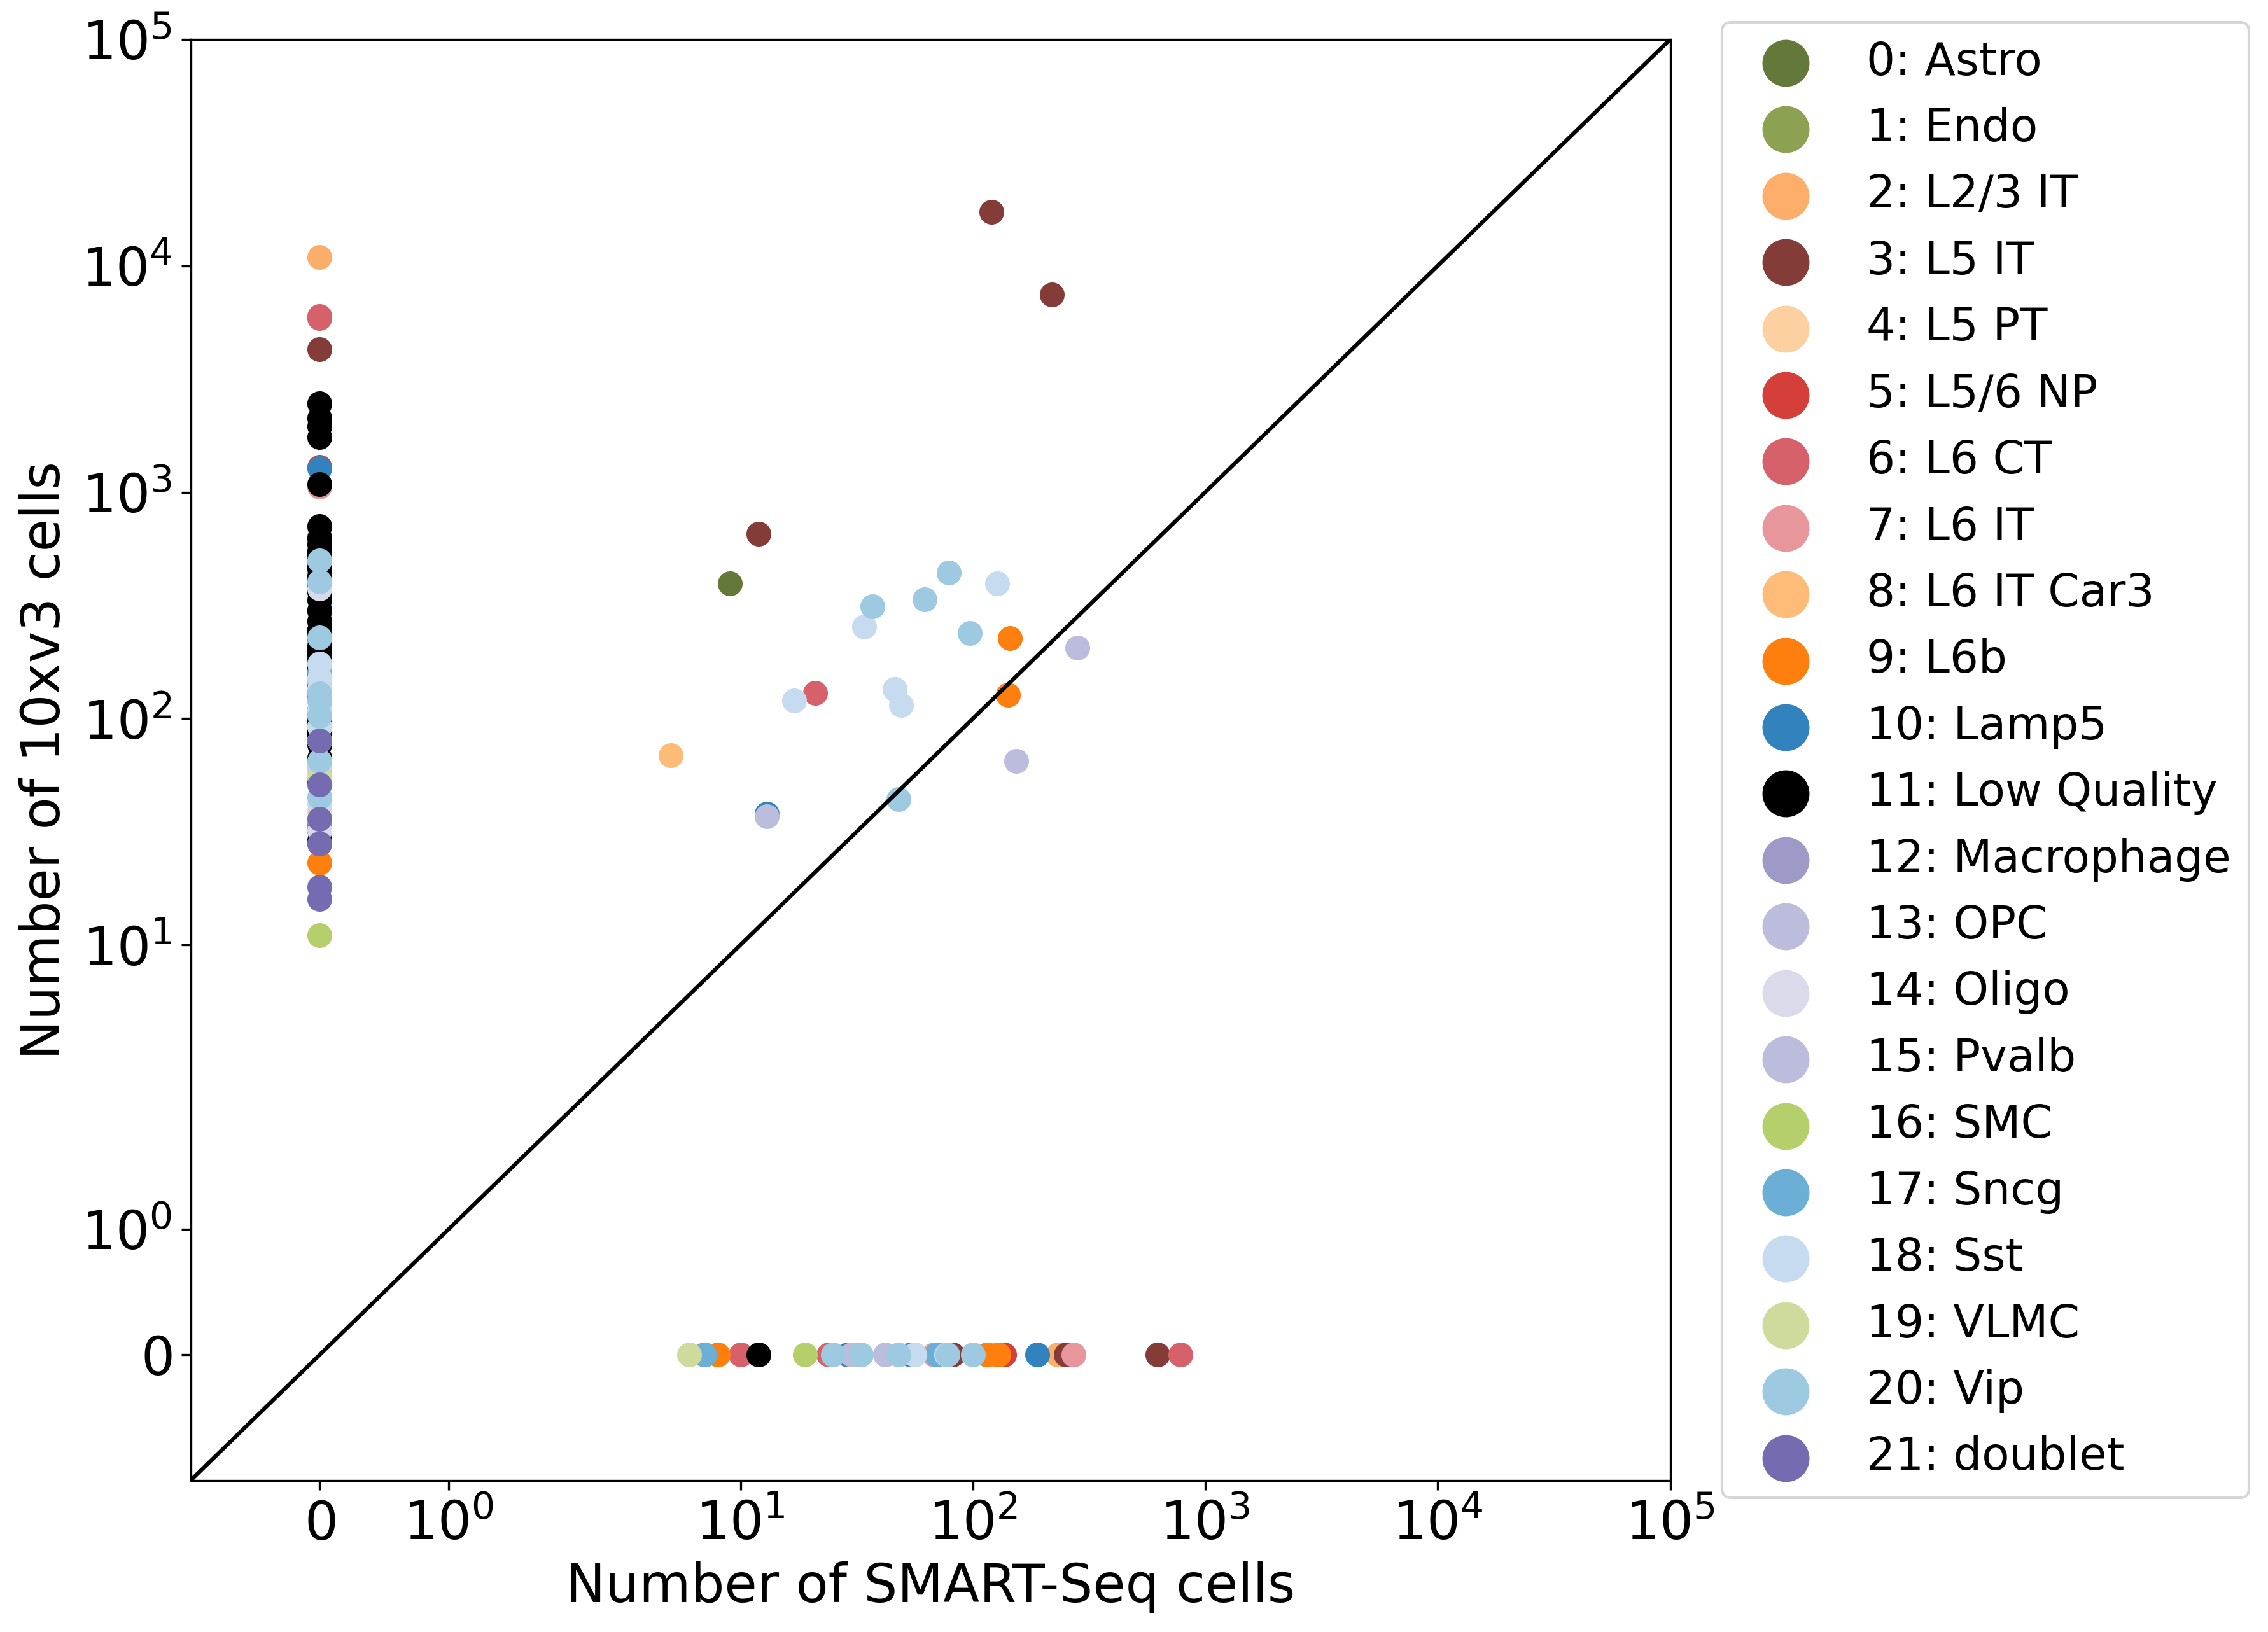 10^5
10^4
10^3
10^2
10^1
10^0
0
Number of 10xv3 cells
0 10^0 10^1 10^2 10^3 10^4 10^5
Number of SMART-Seq cells
0: Astro
1: Endo
2: L2/3 IT
3: L5 IT
4: L5 PT
5: L5/6 NP
6: L6 CT
7: L6 IT
8: L6 IT Car3
9: L6b
10: Lamp5
11: Low Quality
12: Macrophage
13: OPC
14: Oligo
15: Pvalb
16: SMC
17: Sncg
18: Sst
19: VLMC
20: Vip
21: doublet